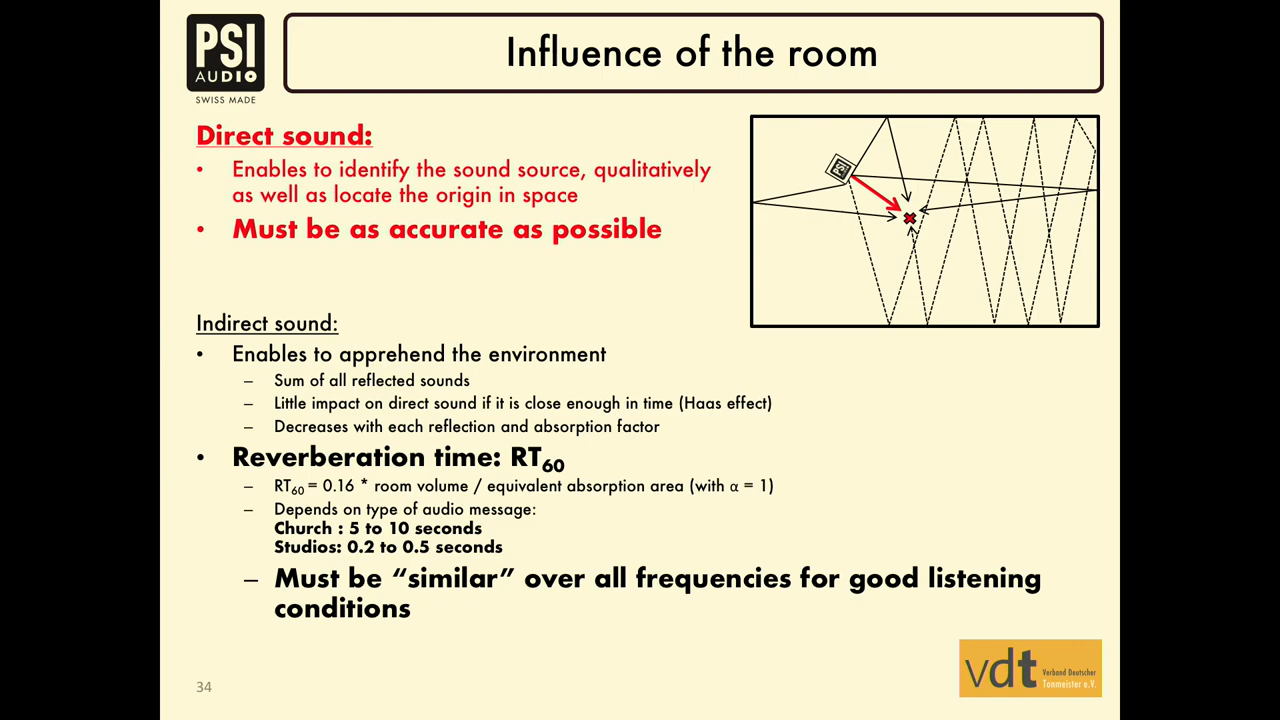 PSI
AUDIO
SWISS MADE
Influence of the room
Direct sound:
• Enables to identify the sound source, qualitatively
as well as locate the origin in space
• Must be as accurate as possible
Indirect sound:
• Enables to apprehend the environment
– Sum of all reflected sounds
– Little impact on direct sound if it is close enough in time (Haas effect)
– Decreases with each reflection and absorption factor
• Reverberation time: RT60
– RT60 = 0.16 * room volume / equivalent absorption area (with α = 1)
– Depends on type of audio message:
Church : 5 to 10 seconds
Studios: 0.2 to 0.5 seconds
– Must be “similar” over all frequencies for good listening
conditions
34
vdt Verband Deutscher
Tonmeister e.V.